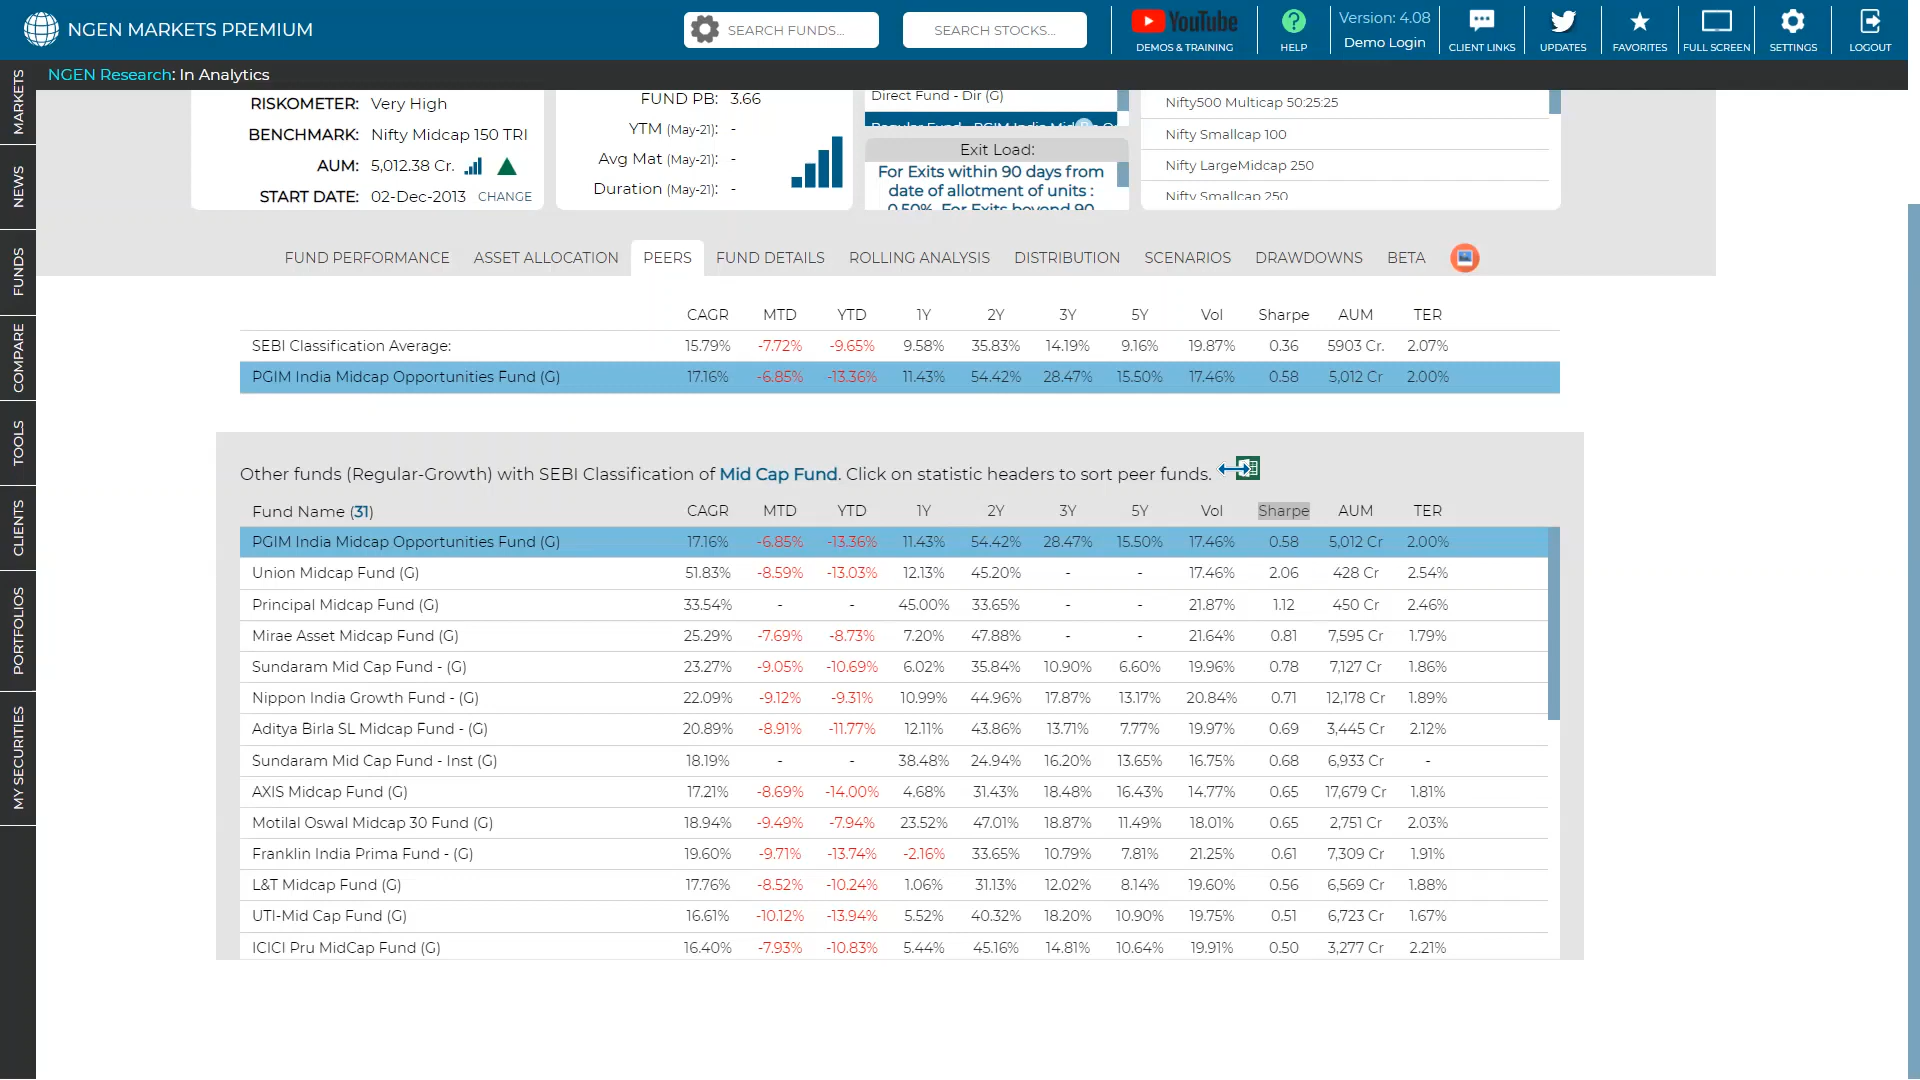 NGEN MARKETS PREMIUM
SEARCH FUNDS...
SEARCH STOCKS...
YouTube
DEMOS & TRAINING
HELP
Version: 4.08
Demo Login
CLIENT LINKS
UPDATES
FAVORITES
FULL SCREEN
SETTINGS
LOGOUT
NGEN Research: In Analytics
MARKETS
NEWS
FUNDS
COMPARE
TOOLS
CLIENTS
PORTFOLIOS
MY SECURITIES
RISKOMETER: Very High
BENCHMARK: Nifty Midcap 150 TRI
AUM: 5,012.38 Cr.
START DATE: 02-Dec-2013 CHANGE
FUND PB: 3.66
YTM (May-21): -
Avg Mat (May-21): -
Duration (May-21): -
Direct Fund - Dir (G)
Exit Load:
For Exits within 90 days from
date of allotment of units :
0.50%, For Exits beyond 90
Nifty500 Multicap 50:25:25
Nifty Smallcap 100
Nifty LargeMidcap 250
Nifty Smallcap 250
FUND PERFORMANCE ASSET ALLOCATION PEERS FUND DETAILS ROLLING ANALYSIS DISTRIBUTION SCENARIOS DRAWDOWNS BETA
CAGR MTD YTD 1Y 2Y 3Y 5Y Vol Sharpe AUM TER
SEBI Classification Average: 15.79% -7.72% -9.65% 9.58% 35.83% 14.19% 9.16% 19.87% 0.36 5903 Cr. 2.07%
PGIM India Midcap Opportunities Fund (G) 17.16% -6.85% -13.36% 11.43% 54.42% 28.47% 15.50% 17.46% 0.58 5,012 Cr 2.00%
Other funds (Regular-Growth) with SEBI Classification of Mid Cap Fund. Click on statistic headers to sort peer funds.
Fund Name (31) CAGR MTD YTD 1Y 2Y 3Y 5Y Vol Sharpe AUM TER
PGIM India Midcap Opportunities Fund (G) 17.16% -6.85% -13.36% 11.43% 54.42% 28.47% 15.50% 17.46% 0.58 5,012 Cr 2.00%
Union Midcap Fund (G) 51.83% -8.59% -13.03% 12.13% 45.20% - - 17.46% 2.06 428 Cr 2.54%
Principal Midcap Fund (G) 33.54% - - 45.00% 33.65% - - 21.87% 1.12 450 Cr 2.46%
Mirae Asset Midcap Fund (G) 25.29% -7.69% -8.73% 7.20% 47.88% - - 21.64% 0.81 7,595 Cr 1.79%
Sundaram Mid Cap Fund - (G) 23.27% -9.05% -10.69% 6.02% 35.84% 10.90% 6.60% 19.96% 0.78 7,127 Cr 1.86%
Nippon India Growth Fund - (G) 22.09% -9.12% -9.31% 10.99% 44.96% 17.87% 13.17% 20.84% 0.71 12,178 Cr 1.89%
Aditya Birla SL Midcap Fund - (G) 20.89% -8.91% -11.77% 12.11% 43.86% 13.71% 7.77% 19.97% 0.69 3,445 Cr 2.12%
Sundaram Mid Cap Fund - Inst (G) 18.19% - - 38.48% 24.94% 16.20% 13.65% 16.75% 0.68 6,933 Cr -
AXIS Midcap Fund (G) 17.21% -8.69% -14.00% 4.68% 31.43% 18.48% 16.43% 14.77% 0.65 17,679 Cr 1.81%
Motilal Oswal Midcap 30 Fund (G) 18.94% -9.49% -7.94% 23.52% 47.01% 18.87% 11.49% 18.01% 0.65 2,751 Cr 2.03%
Franklin India Prima Fund - (G) 19.60% -9.71% -13.74% -2.16% 33.65% 10.79% 7.81% 21.25% 0.61 7,309 Cr 1.91%
L&T Midcap Fund (G) 17.76% -8.52% -10.24% 1.06% 31.13% 12.02% 8.14% 19.60% 0.56 6,569 Cr 1.88%
UTI-Mid Cap Fund (G) 16.61% -10.12% -13.94% 5.52% 40.32% 18.20% 10.90% 19.75% 0.51 6,723 Cr 1.67%
ICICI Pru MidCap Fund (G) 16.40% -7.93% -10.83% 5.44% 45.16% 14.81% 10.64% 19.91% 0.50 3,277 Cr 2.21%